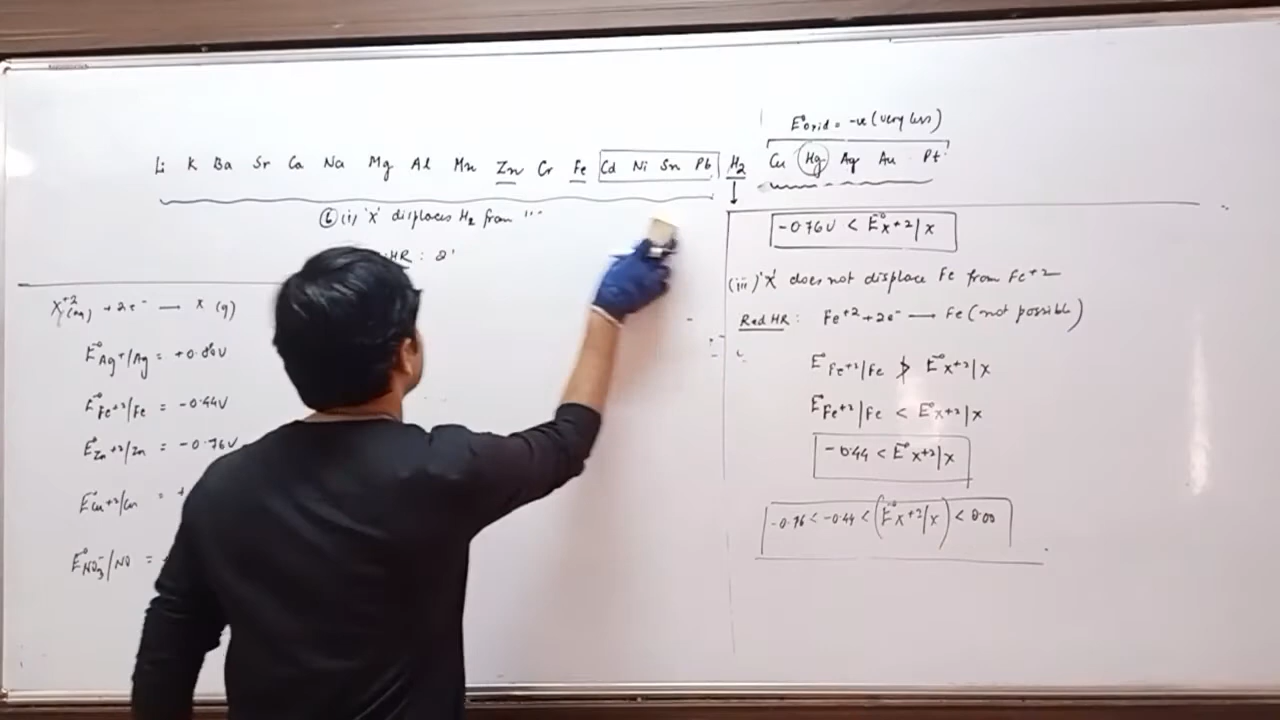 E°oxid = -ve (very less)
Li K Ba Sr Ca Na Mg Al Mn Zn Cr Fe Cd Ni Sn Pb H₂ Cu Hg Ag Au Pt
⑥ (i) 'X' displaces H₂ from
HR : 2
X⁺²(aq) + 2e⁻ — X (g)
E°Ag⁺/Ag = +0.80V
E°Fe⁺²/Fe = -0.44V
E°Zn⁺²/Zn = -0.76V
E°Cu⁺²/Cu = +
E°NO₃⁻/NO =
-0.76V < E°X⁺²/X
(iii) 'X' does not displace Fe from Fe⁺²
Red HR : Fe⁺² + 2e⁻ → Fe (not possible)
E°Fe⁺²/Fe ≯ E°X⁺²/X
E°Fe⁺²/Fe < E°X⁺²/X
-0.44 < E°X⁺²/X
-0.76 < -0.44 < (E°X⁺²/X) < 0.00